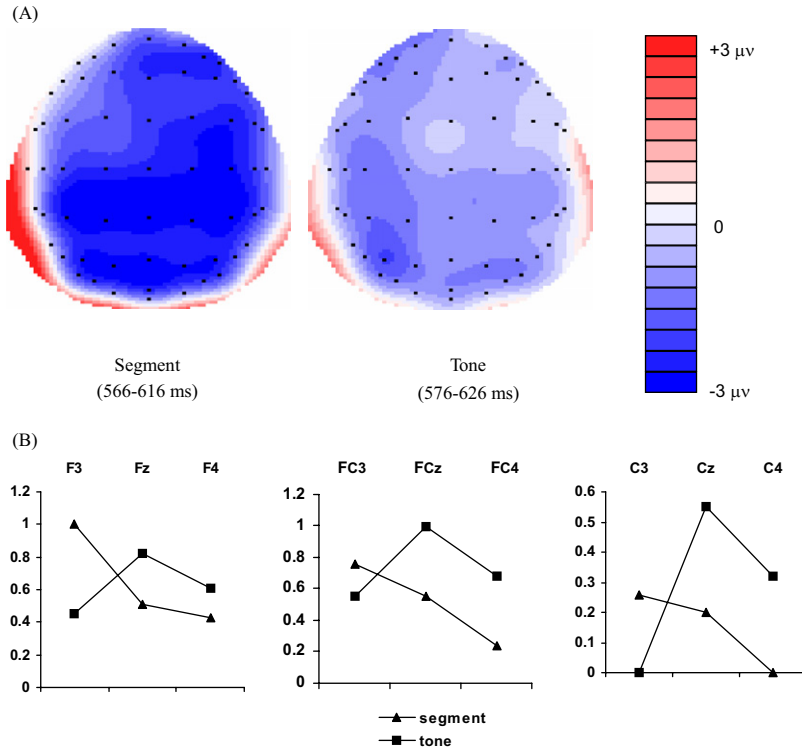 (A)
+3 μν
0
-3 μν
Segment
(566-616 ms)
Tone
(576-626 ms)
(B)
F3 Fz F4
1.2
1
0.8
0.6
0.4
0.2
0
FC3 FCz FC4
1.2
1
0.8
0.6
0.4
0.2
0
C3 Cz C4
0.6
0.5
0.4
0.3
0.2
0.1
0
segment
tone